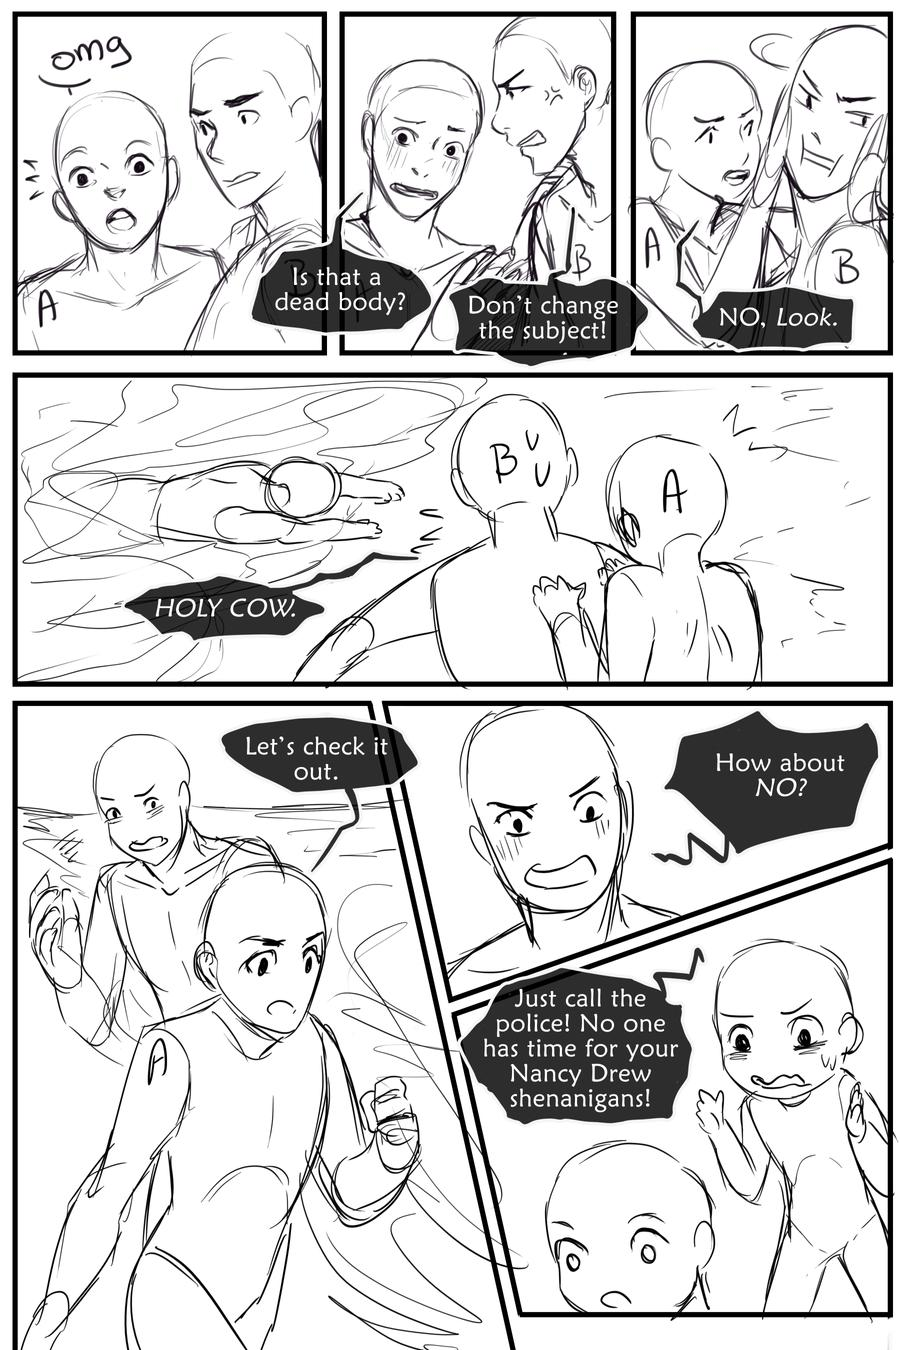 omg
A
B
Is that a
dead body?
B
Don't change
the subject!
A
B
NO, Look.
B
A
HOLY COW.
Let's check it
out.
A
How about
NO?
Just call the
police! No one
has time for your
Nancy Drew
shenanigans!